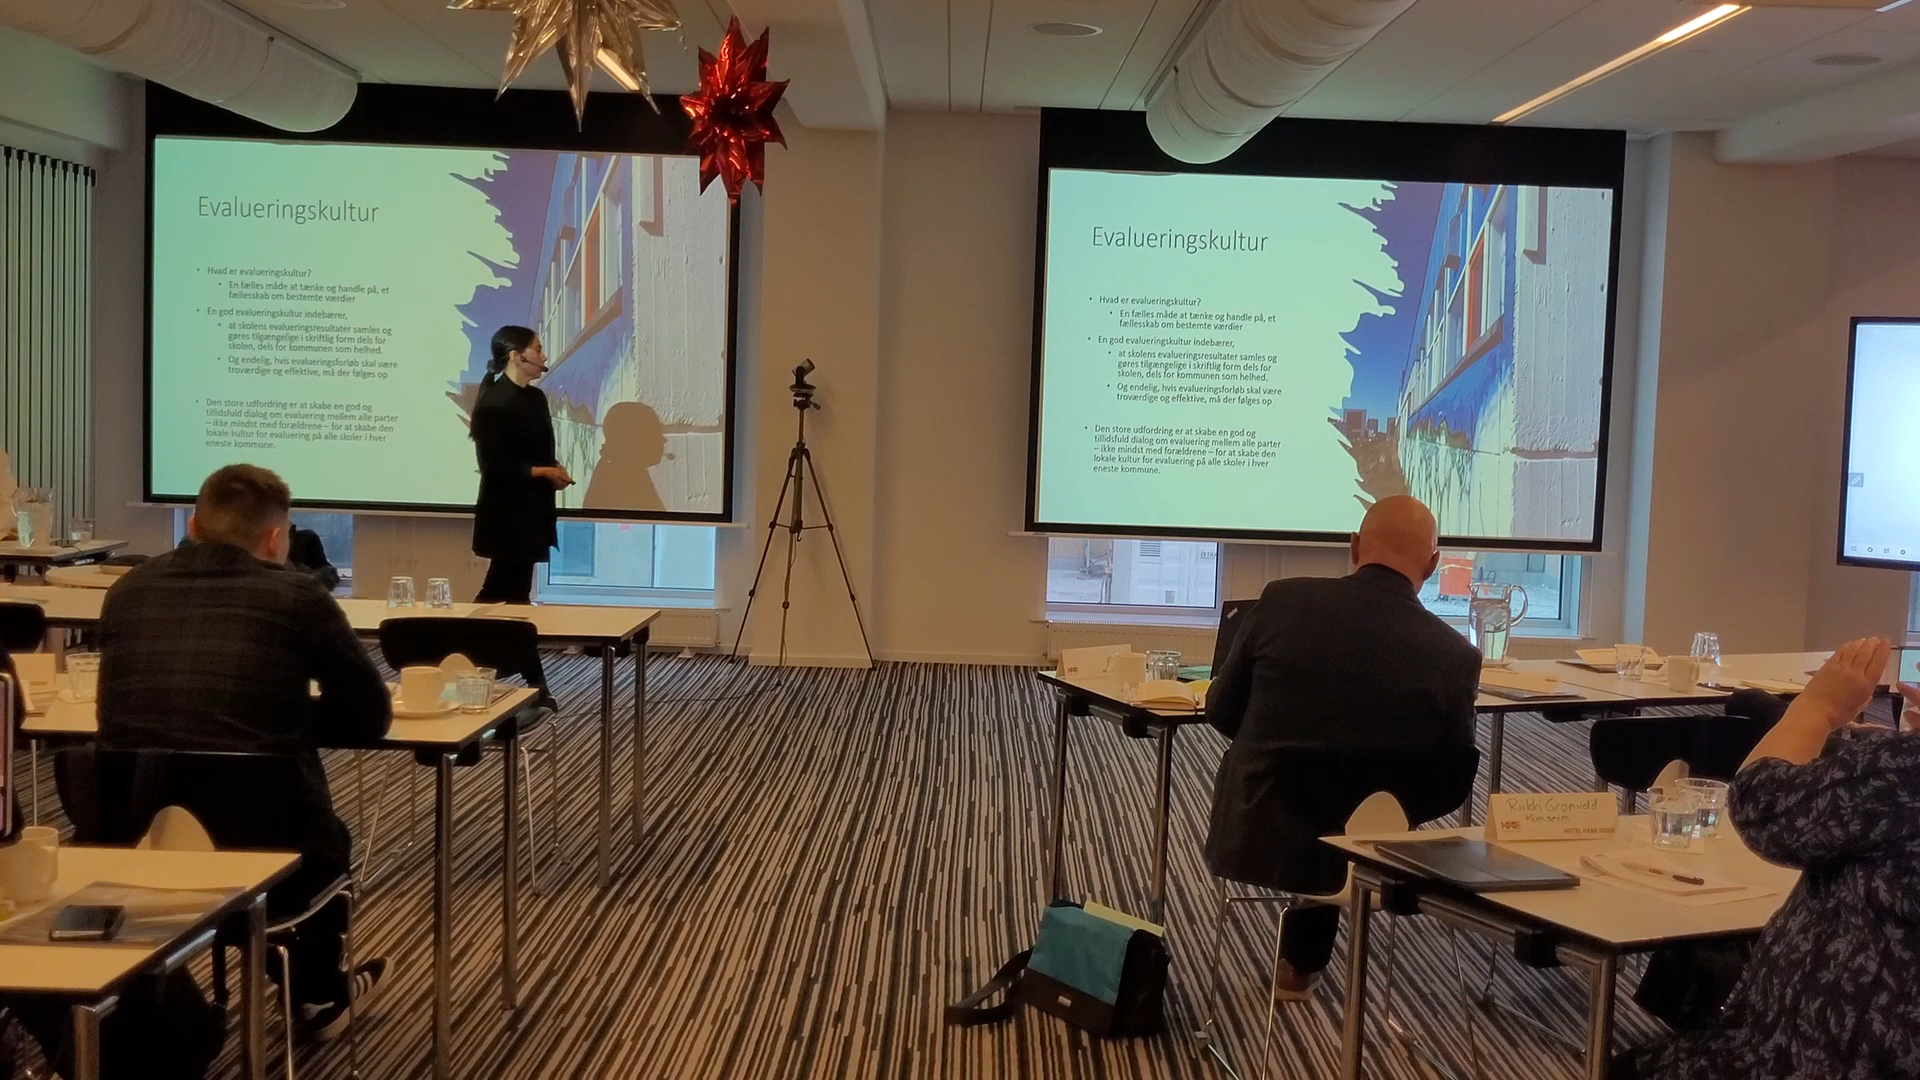 Evalueringskultur
• Hvad er evalueringskultur?
• En fælles måde at tænke og handle på, et
fællesskab om bestemte værdier
• En god evalueringskultur indebærer,
• at skolens evalueringsresultater samles og
gøres tilgængelige i skriftlig form dels for
skolen, dels for kommunen som helhed.
• Og endelig, hvis evalueringsforløb skal være
troværdige og effektive, må der følges op
• Den store udfordring er at skabe en god og
tillidsfuld dialog om evaluering mellem alle parter
– ikke mindst med forældrene – for at skabe den
lokale kultur for evaluering på alle skoler i hver
eneste kommune.
Evalueringskultur
• Hvad er evalueringskultur?
• En fælles måde at tænke og handle på, et
fællesskab om bestemte værdier
• En god evalueringskultur indebærer,
• at skolens evalueringsresultater samles og
gøres tilgængelige i skriftlig form dels for
skolen, dels for kommunen som helhed.
• Og endelig, hvis evalueringsforløb skal være
troværdige og effektive, må der følges op
• Den store udfordring er at skabe en god og
tillidsfuld dialog om evaluering mellem alle parter
– ikke mindst med forældrene – for at skabe den
lokale kultur for evaluering på alle skoler i hver
eneste kommune.
HOTEL HANS EGEDE